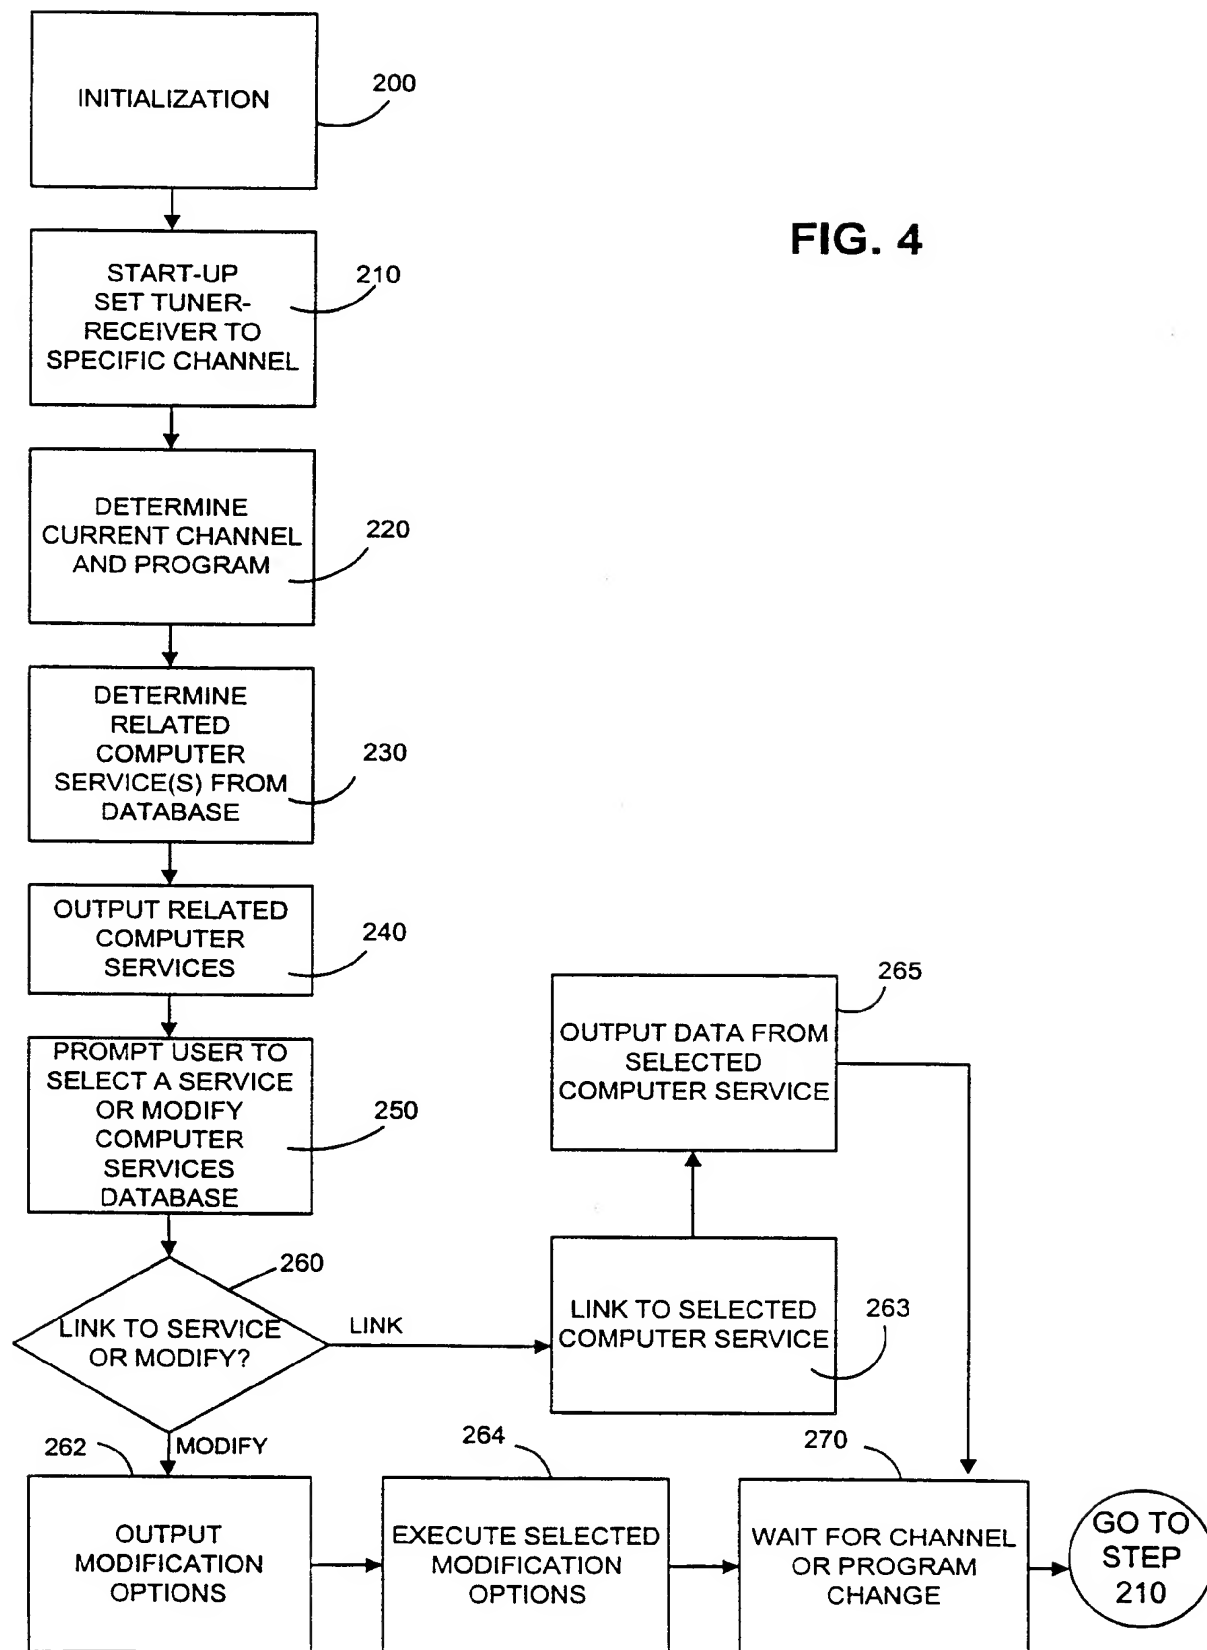 INITIALIZATION
200
FIG. 4
START-UP
SET TUNER-
RECEIVER TO
SPECIFIC CHANNEL
210
DETERMINE
CURRENT CHANNEL
AND PROGRAM
220
DETERMINE
RELATED
COMPUTER
SERVICE(S) FROM
DATABASE
230
OUTPUT RELATED
COMPUTER
SERVICES
240
PROMPT USER TO
SELECT A SERVICE
OR MODIFY
COMPUTER
SERVICES
DATABASE
250
265
OUTPUT DATA FROM
SELECTED
COMPUTER SERVICE
260
LINK TO SERVICE
OR MODIFY?
LINK
LINK TO SELECTED
COMPUTER SERVICE
263
MODIFY
262
OUTPUT
MODIFICATION
OPTIONS
264
EXECUTE SELECTED
MODIFICATION
OPTIONS
270
WAIT FOR CHANNEL
OR PROGRAM
CHANGE
GO TO
STEP
210